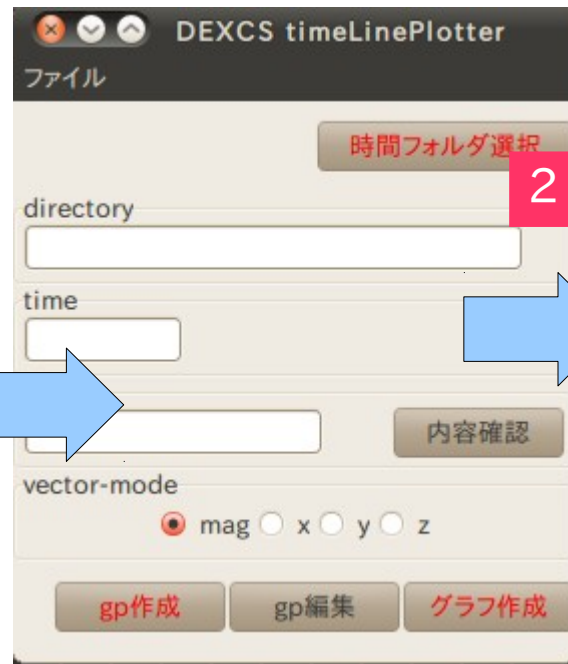 DEXCS timeLinePlotter
ファイル
時間フォルダ選択
2
directory
time
内容確認
vector-mode
mag x y z
gp作成 gp編集 グラフ作成